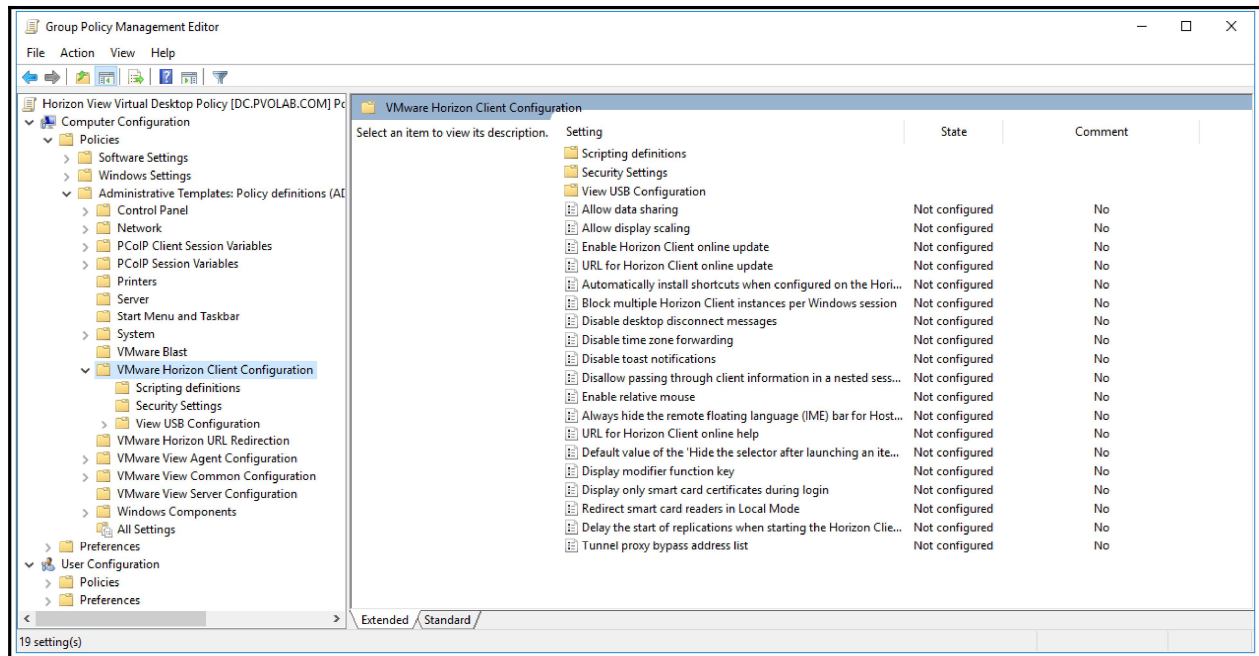 Group Policy Management Editor
File Action View Help
Horizon View Virtual Desktop Policy [DC.PVOLAB.COM] Pc
Computer Configuration
Policies
Software Settings
Windows Settings
Administrative Templates: Policy definitions (AD
Control Panel
Network
PCoIP Client Session Variables
PCoIP Session Variables
Printers
Server
Start Menu and Taskbar
System
VMware Blast
VMware Horizon Client Configuration
Scripting definitions
Security Settings
View USB Configuration
VMware Horizon URL Redirection
VMware View Agent Configuration
VMware View Common Configuration
VMware View Server Configuration
Windows Components
All Settings
Preferences
User Configuration
Policies
Preferences
VMware Horizon Client Configuration
Select an item to view its description.
Setting State Comment
Scripting definitions
Security Settings
View USB Configuration
Allow data sharing Not configured No
Allow display scaling Not configured No
Enable Horizon Client online update Not configured No
URL for Horizon Client online update Not configured No
Automatically install shortcuts when configured on the Hori... Not configured No
Block multiple Horizon Client instances per Windows session Not configured No
Disable desktop disconnect messages Not configured No
Disable time zone forwarding Not configured No
Disable toast notifications Not configured No
Disallow passing through client information in a nested sess... Not configured No
Enable relative mouse Not configured No
Always hide the remote floating language (IME) bar for Host... Not configured No
URL for Horizon Client online help Not configured No
Default value of the 'Hide the selector after launching an ite... Not configured No
Display modifier function key Not configured No
Display only smart card certificates during login Not configured No
Redirect smart card readers in Local Mode Not configured No
Delay the start of replications when starting the Horizon Clie... Not configured No
Tunnel proxy bypass address list Not configured No
Extended Standard
19 setting(s)